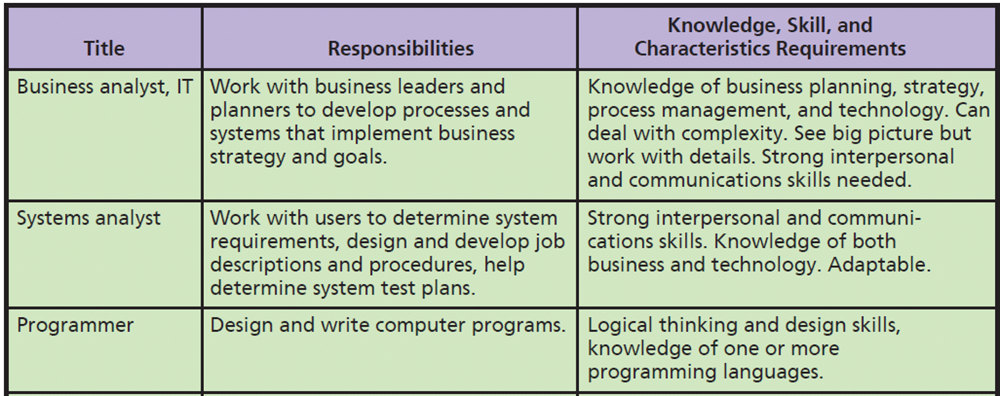 Title
Responsibilities
Knowledge, Skill, and
Characteristics Requirements
Business analyst, IT
Work with business leaders and
planners to develop processes and
systems that implement business
strategy and goals.
Knowledge of business planning, strategy,
process management, and technology. Can
deal with complexity. See big picture but
work with details. Strong interpersonal
and communications skills needed.
Systems analyst
Work with users to determine system
requirements, design and develop job
descriptions and procedures, help
determine system test plans.
Strong interpersonal and communi-
cations skills. Knowledge of both
business and technology. Adaptable.
Programmer
Design and write computer programs.
Logical thinking and design skills,
knowledge of one or more
programming languages.